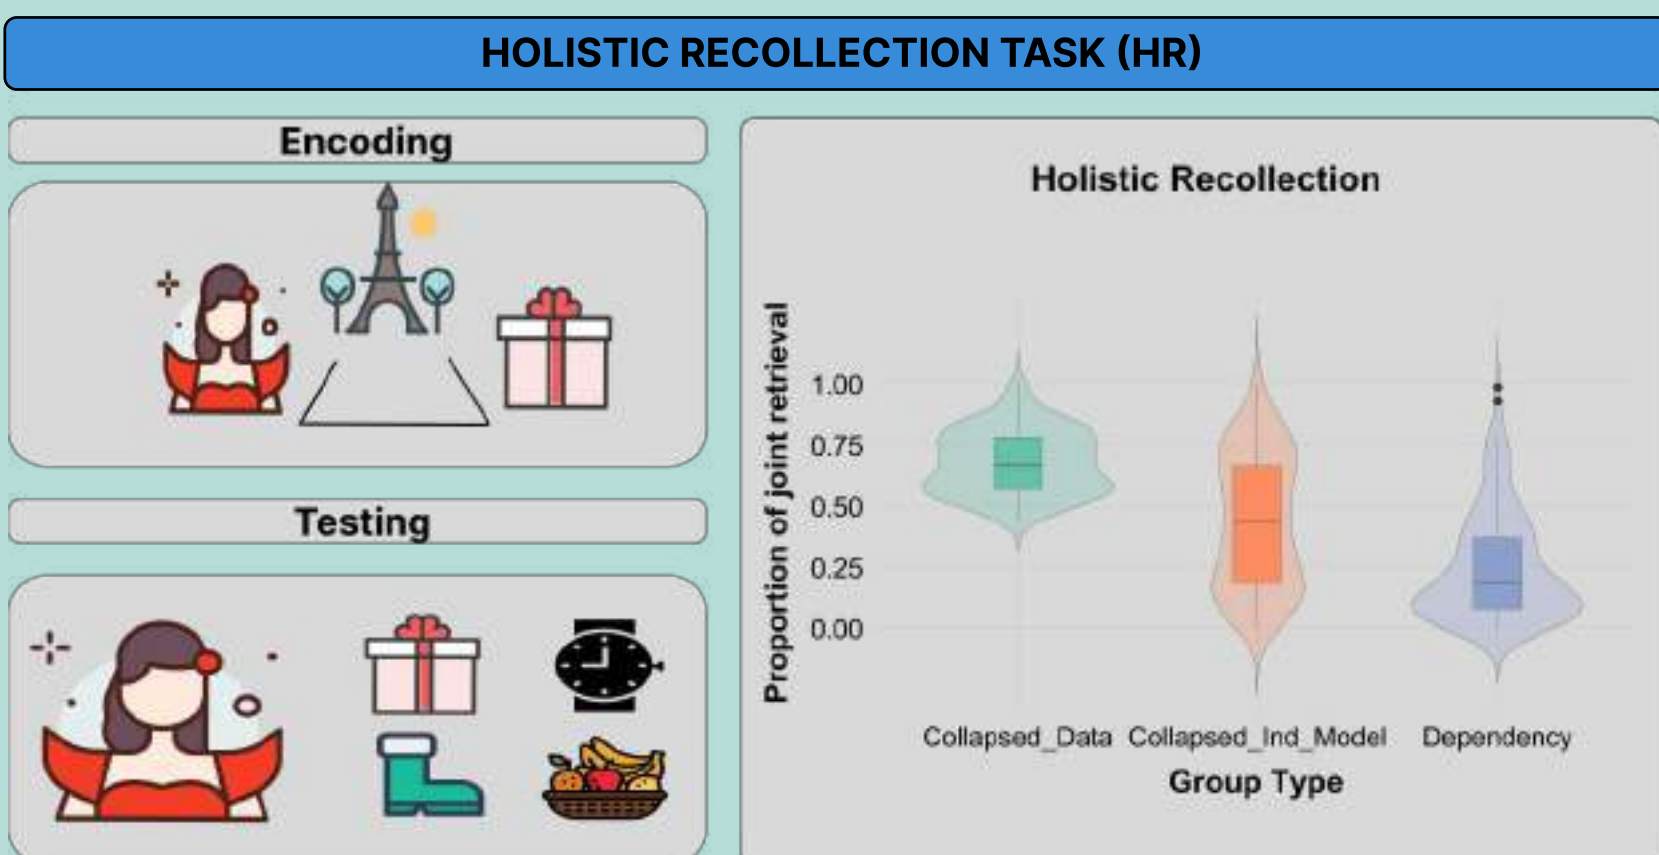 HOLISTIC RECOLLECTION TASK (HR)
Encoding
Testing
Holistic Recollection
Proportion of joint retrieval
1.00
0.75
0.50
0.25
0.00
Collapsed_Data Collapsed_Ind_Model Dependency
Group Type